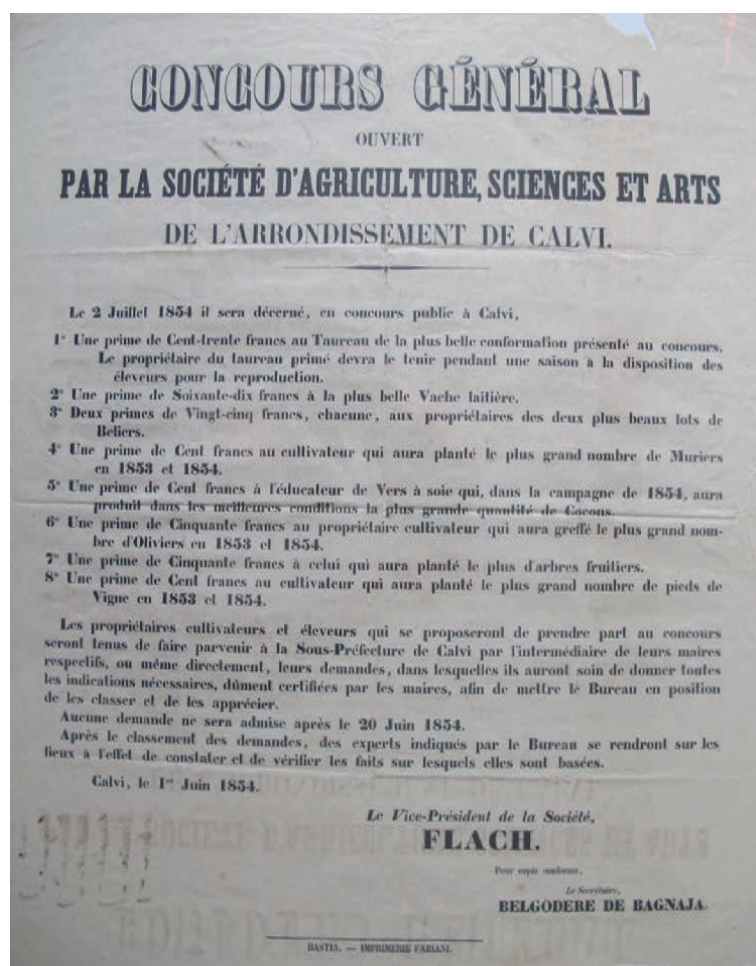 CONCOURS GÉNÉRAL
OUVERT
PAR LA SOCIÉTÉ D'AGRICULTURE, SCIENCES ET ARTS
DE L'ARRONDISSEMENT DE CALVI.
Le 2 Juillet 1854 il sera décerné, en concours public à Calvi,
1° Une prime de Cent-trente francs au Taureau de la plus belle conformation présenté au concours.
Le propriétaire du taureau primé devra le tenir pendant une saison à la disposition des
éleveurs pour la reproduction.
2° Une prime de Soixante-dix francs à la plus belle Vache laitière.
3° Deux primes de Vingt-cinq francs, chacune, aux propriétaires des deux plus beaux lots de
Beliers.
4° Une prime de Cent francs au cultivateur qui aura planté le plus grand nombre de Muriers
en 1853 et 1854.
5° Une prime de Cent francs à l'éducateur de Vers à soie qui, dans la campagne de 1854, aura
produit dans les meilleures conditions la plus grande quantité de Cocons.
6° Une prime de Cinquante francs au propriétaire cultivateur qui aura greffé le plus grand nom-
bre d'Oliviers en 1853 et 1854.
7° Une prime de Cinquante francs à celui qui aura planté le plus d'arbres fruitiers.
8° Une prime de Cent francs au cultivateur qui aura planté le plus grand nombre de pieds de
Vigne en 1853 et 1854.
Les propriétaires cultivateurs et éleveurs qui se proposeront de prendre part au concours
seront tenus de faire parvenir à la Sous-Préfecture de Calvi par l'intermédiaire de leurs maires
respectifs, ou même directement, leurs demandes, dans lesquelles ils auront soin de donner toutes
les indications nécessaires, dûment certifiées par les maires, afin de mettre le Bureau en position
de les classer et de les apprécier.
Aucune demande ne sera admise après le 20 Juin 1854.
Après le classement des demandes, des experts indiqués par le Bureau se rendront sur les
lieux à l'effet de constater et de vérifier les faits sur lesquels elles sont basées.
Calvi, le 1er Juin 1854.
Le Vice-Président de la Société,
FLACH.
Pour copie conforme,
Le Secrétaire,
BELGODERE DE BAGNAJA.
BASTIA. — IMPRIMERIE FABIANI.